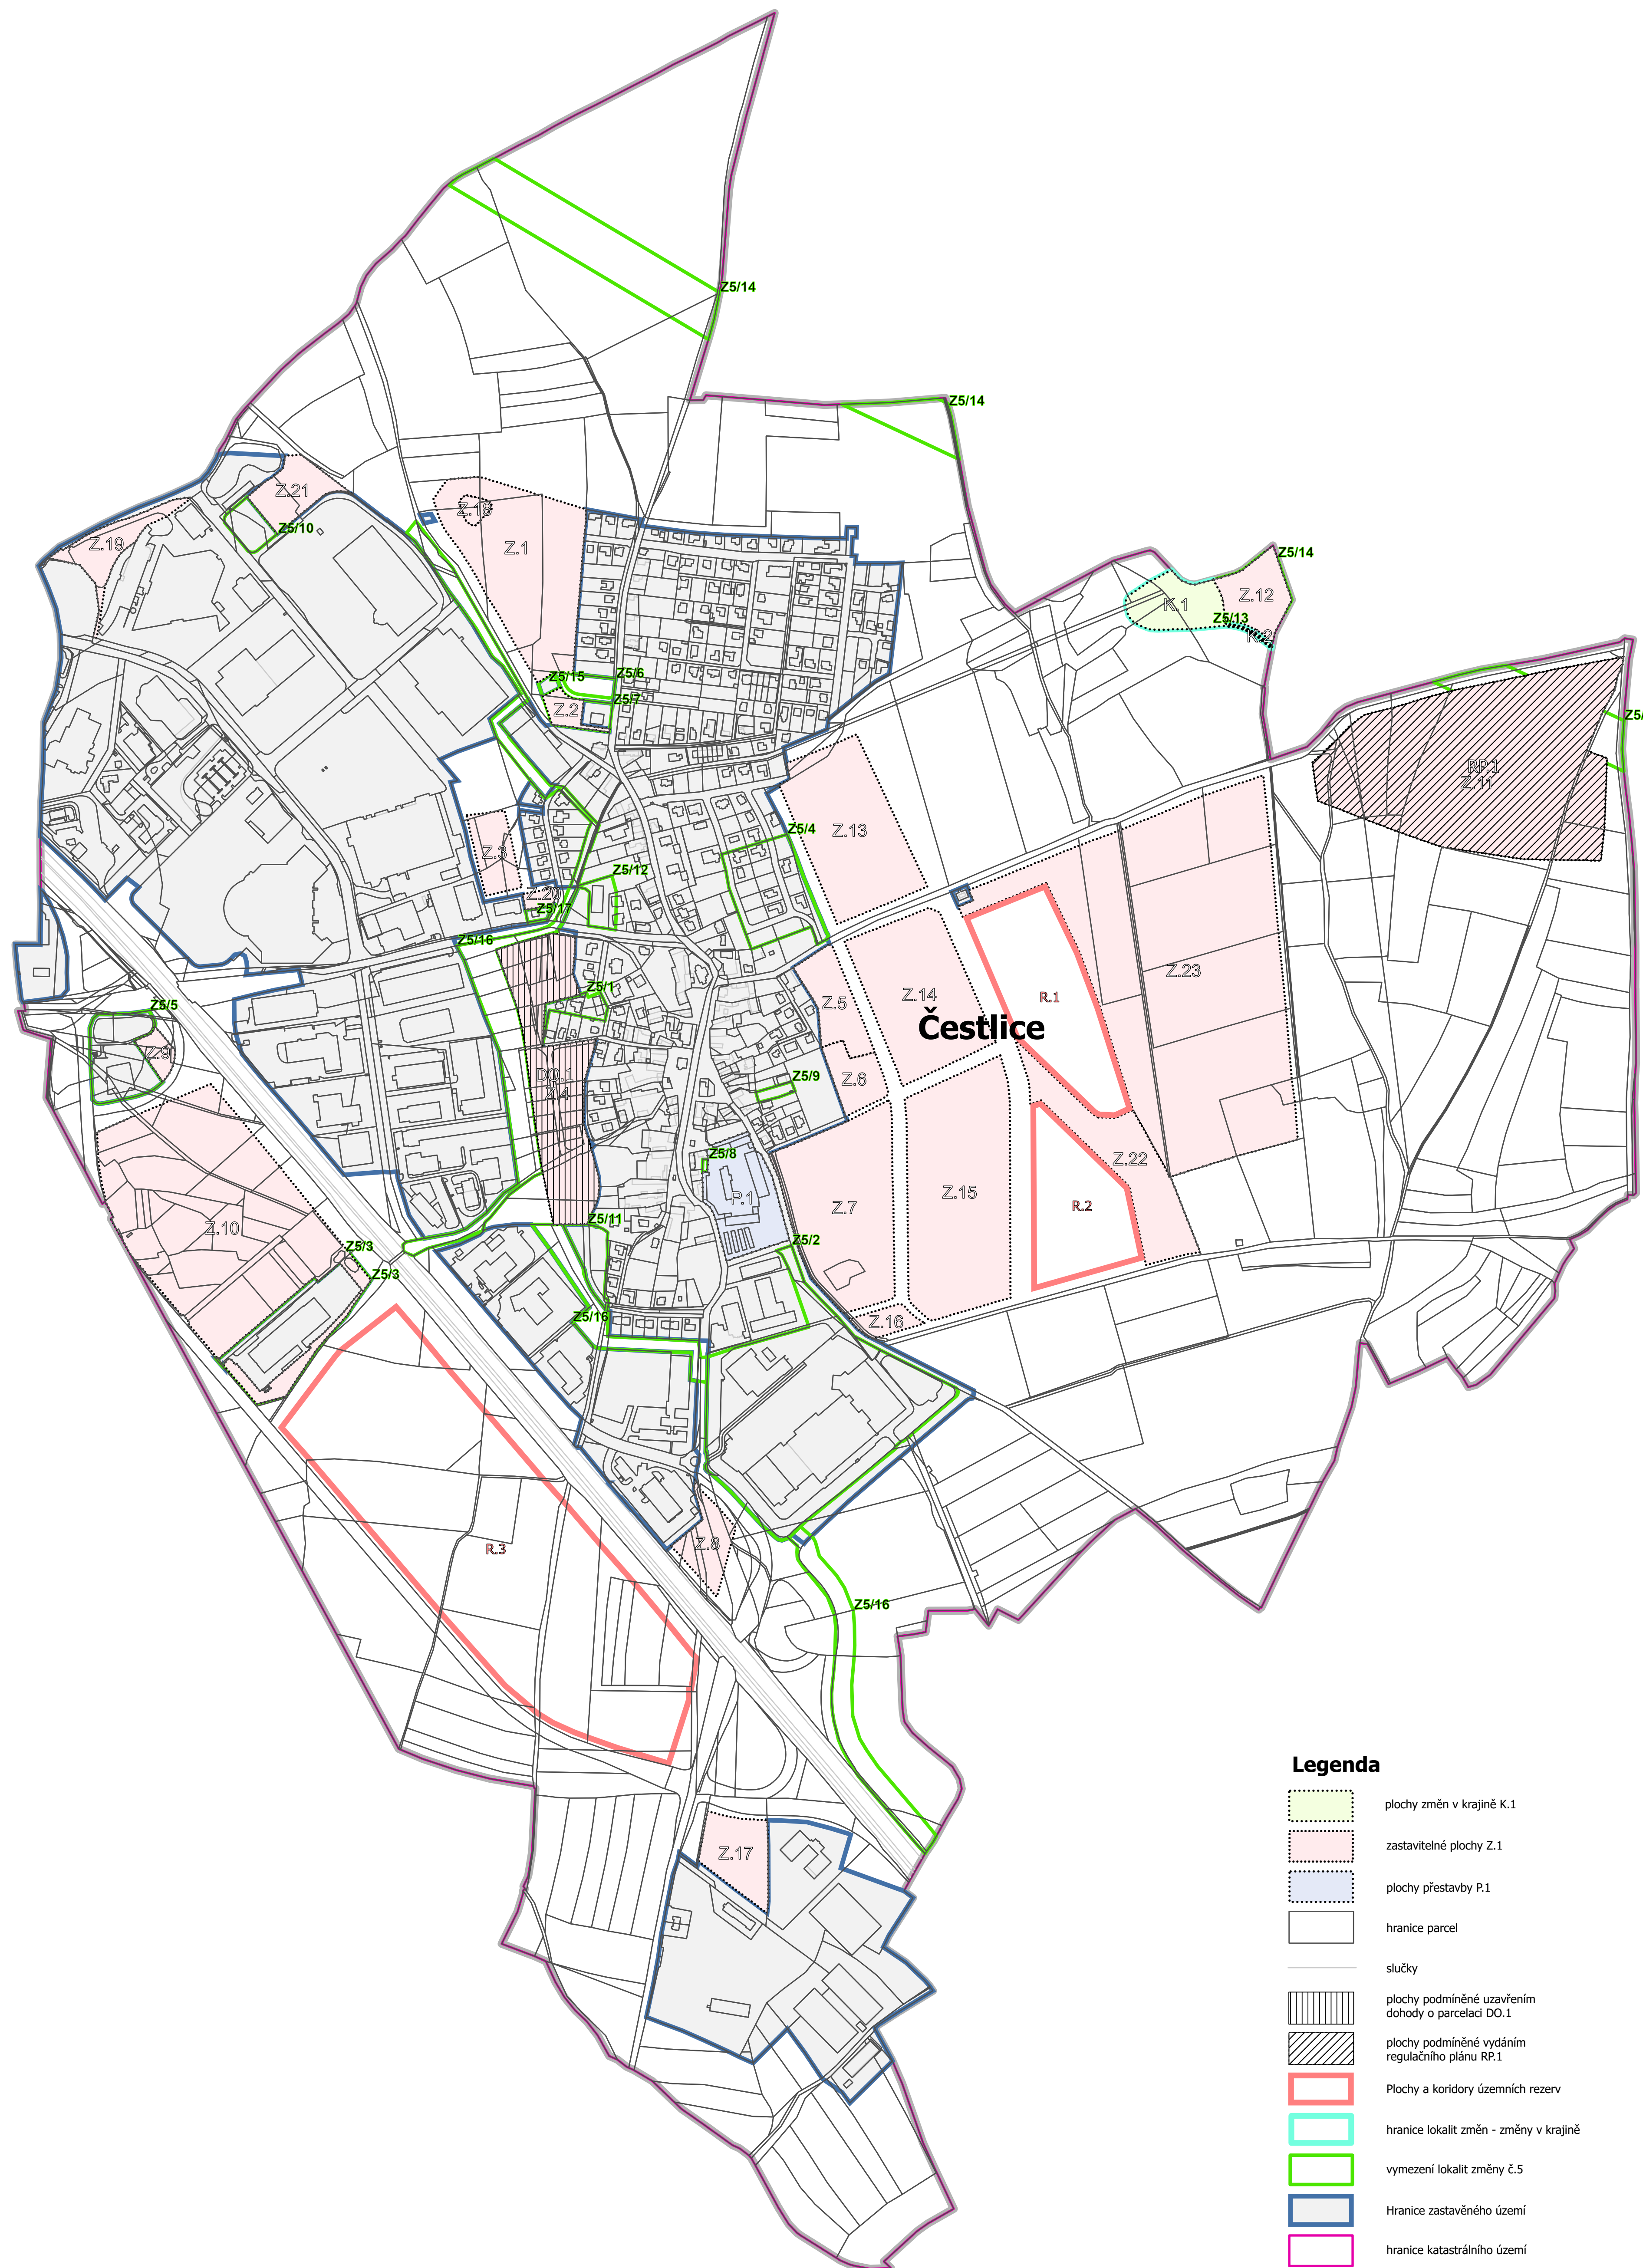 Z5/14
Z5/14
Z.21
Z.18
Z5/10
Z.19
Z.1
Z5/14
Z.12
K.1
Z5/13
K.2
Z5/15
Z5/6
Z5/7
Z.2
Z5/
RP.1
Z.11
Z5/4
Z.13
Z.3
Z5/12
Z.20
Z5/17
Z5/16
Z.14
Z.23
Z5/1
R.1
Z.5
Z5/5
Čestlice
Z.9
DO.1
Z.4
Z5/9
Z.6
Z5/8
Z.22
P.1
Z.7
Z.15
R.2
Z.10
Z5/11
Z5/2
Z5/3
Z5/3
Z5/16
Z.16
R.3
Z.8
Z5/16
Z.17
Legenda
plochy změn v krajině K.1
zastavitelné plochy Z.1
plochy přestavby P.1
hranice parcel
slučky
plochy podmíněné uzavřením
dohody o parcelaci DO.1
plochy podmíněné vydáním
regulačního plánu RP.1
Plochy a koridory územních rezerv
hranice lokalit změn - změny v krajině
vymezení lokalit změny č.5
Hranice zastavěného území
hranice katastrálního území